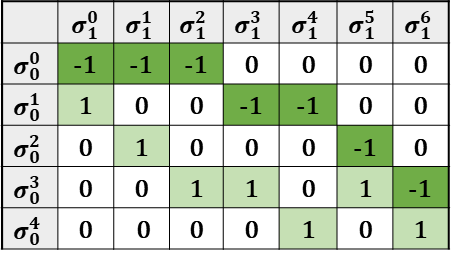 σ₁⁰ σ₁¹ σ₁² σ₁³ σ₁⁴ σ₁⁵ σ₁⁶
σ₀⁰ -1 -1 -1 0 0 0 0
σ₀¹ 1 0 0 -1 -1 0 0
σ₀² 0 1 0 0 0 -1 0
σ₀³ 0 0 1 1 0 1 -1
σ₀⁴ 0 0 0 0 1 0 1